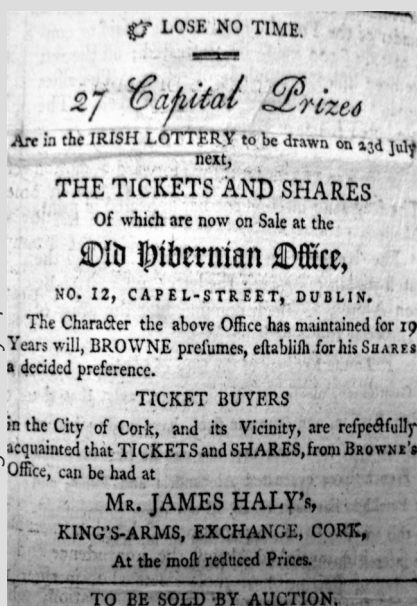 ☞ LOSE NO TIME.
27 Capital Prizes
Are in the IRISH LOTTERY to be drawn on 23d July
next,
THE TICKETS AND SHARES
Of which are now on Sale at the
Old Hibernian Office,
NO. 12, CAPEL-STREET, DUBLIN.
The Character the above Office has maintained for 19
Years will, BROWNE preſumes, eſtabliſh for his SHARES
a decided preference.
TICKET BUYERS
in the City of Cork, and its Vicinity, are reſpectfully
acquainted that TICKETS and SHARES, from BROWNE's
Office, can be had at
MR. JAMES HALY's,
KING'S-ARMS, EXCHANGE, CORK,
At the moſt reduced Prices.
TO BE SOLD BY AUCTION,